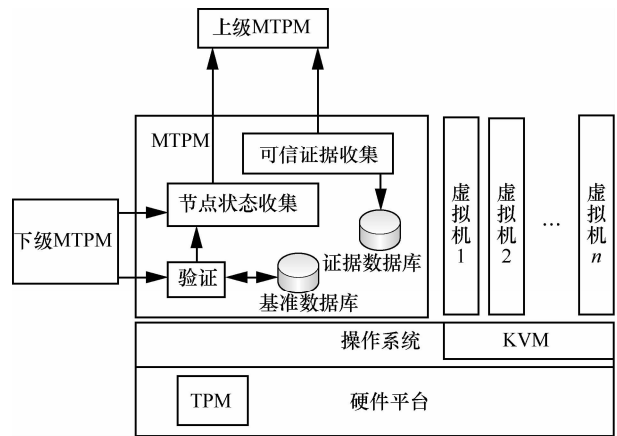 上级MTPM
MTPM
可信证据收集
节点状态收集
下级MTPM
验证
基准数据库
证据数据库
虚拟机1
虚拟机2
...
虚拟机n
操作系统
KVM
TPM
硬件平台